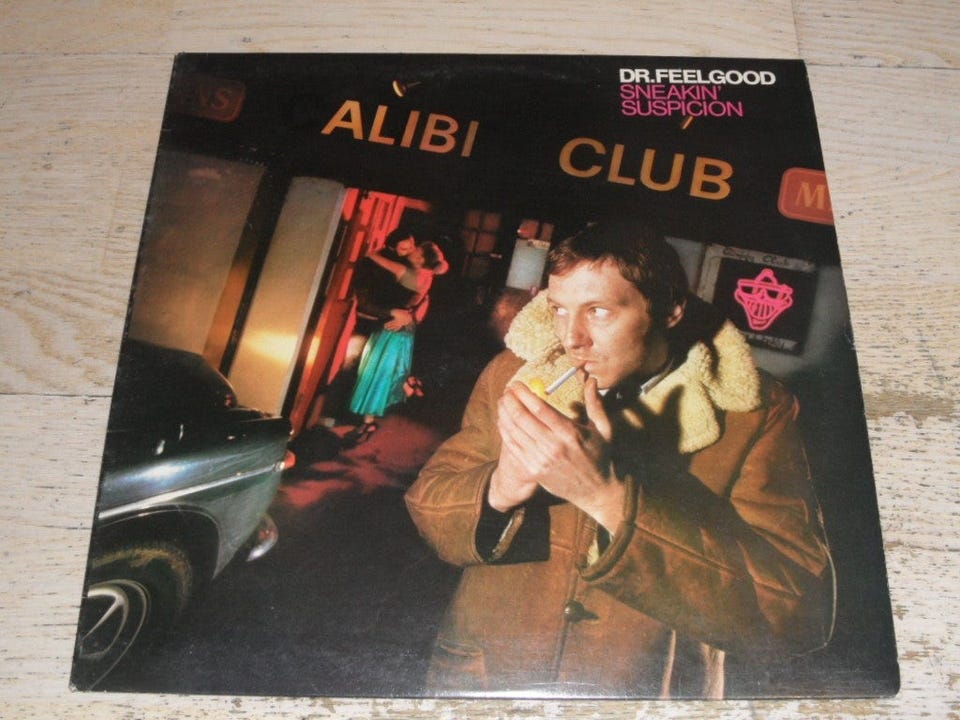 DR.FEELGOOD
SNEAKIN'
SUSPICION
ALIBI CLUB
M